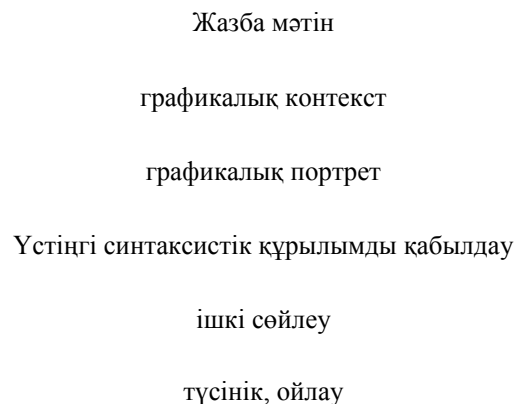 Жазба мәтін
графикалық контекст
графикалық портрет
Үстіңгі синтаксистік құрылымды қабылдау
ішкі сөйлеу
түсінік, ойлау